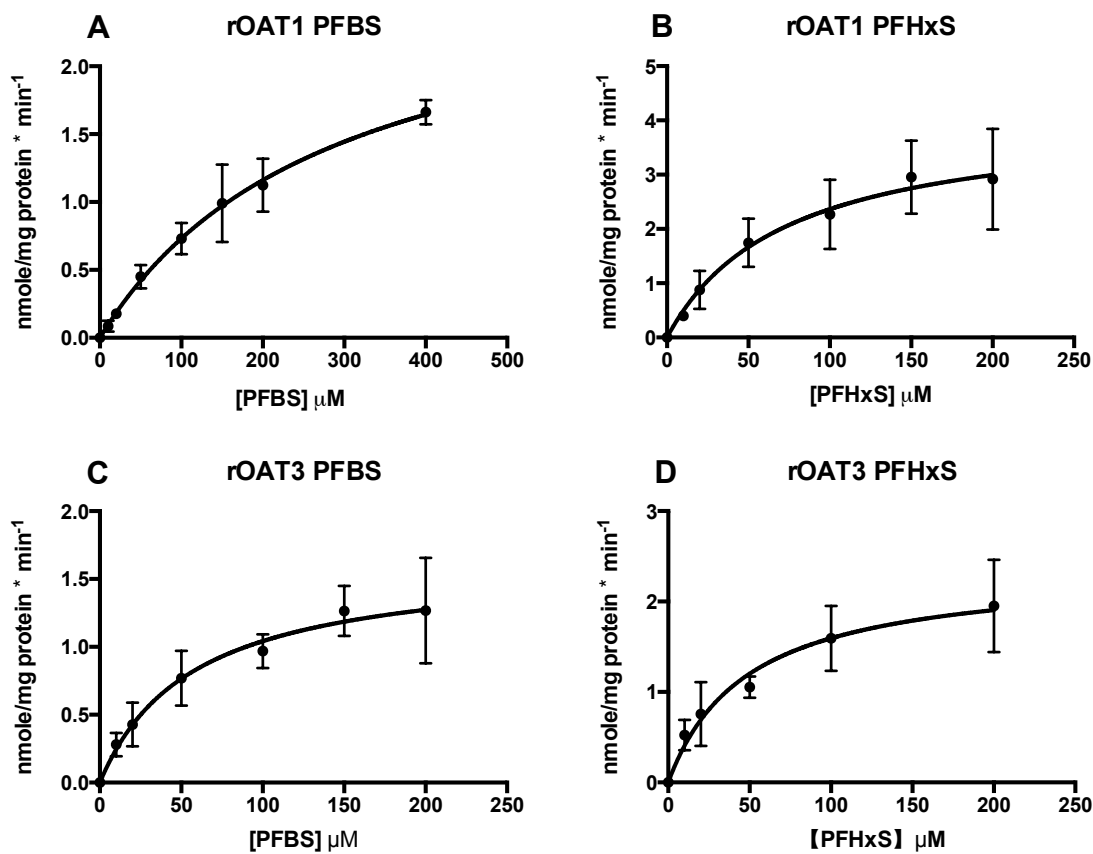 A rOAT1 PFBS
nmole/mg protein * min-1
2.0
1.5
1.0
0.5
0.0
0 100 200 300 400 500
[PFBS] μM
B rOAT1 PFHxS
nmole/mg protein * min-1
5
4
3
2
1
0
0 50 100 150 200 250
[PFHxS] μM
C rOAT3 PFBS
nmole/mg protein * min-1
2.0
1.5
1.0
0.5
0.0
0 50 100 150 200 250
[PFBS] μM
D rOAT3 PFHxS
nmole/mg protein * min-1
3
2
1
0
0 50 100 150 200 250
【PFHxS】 μM